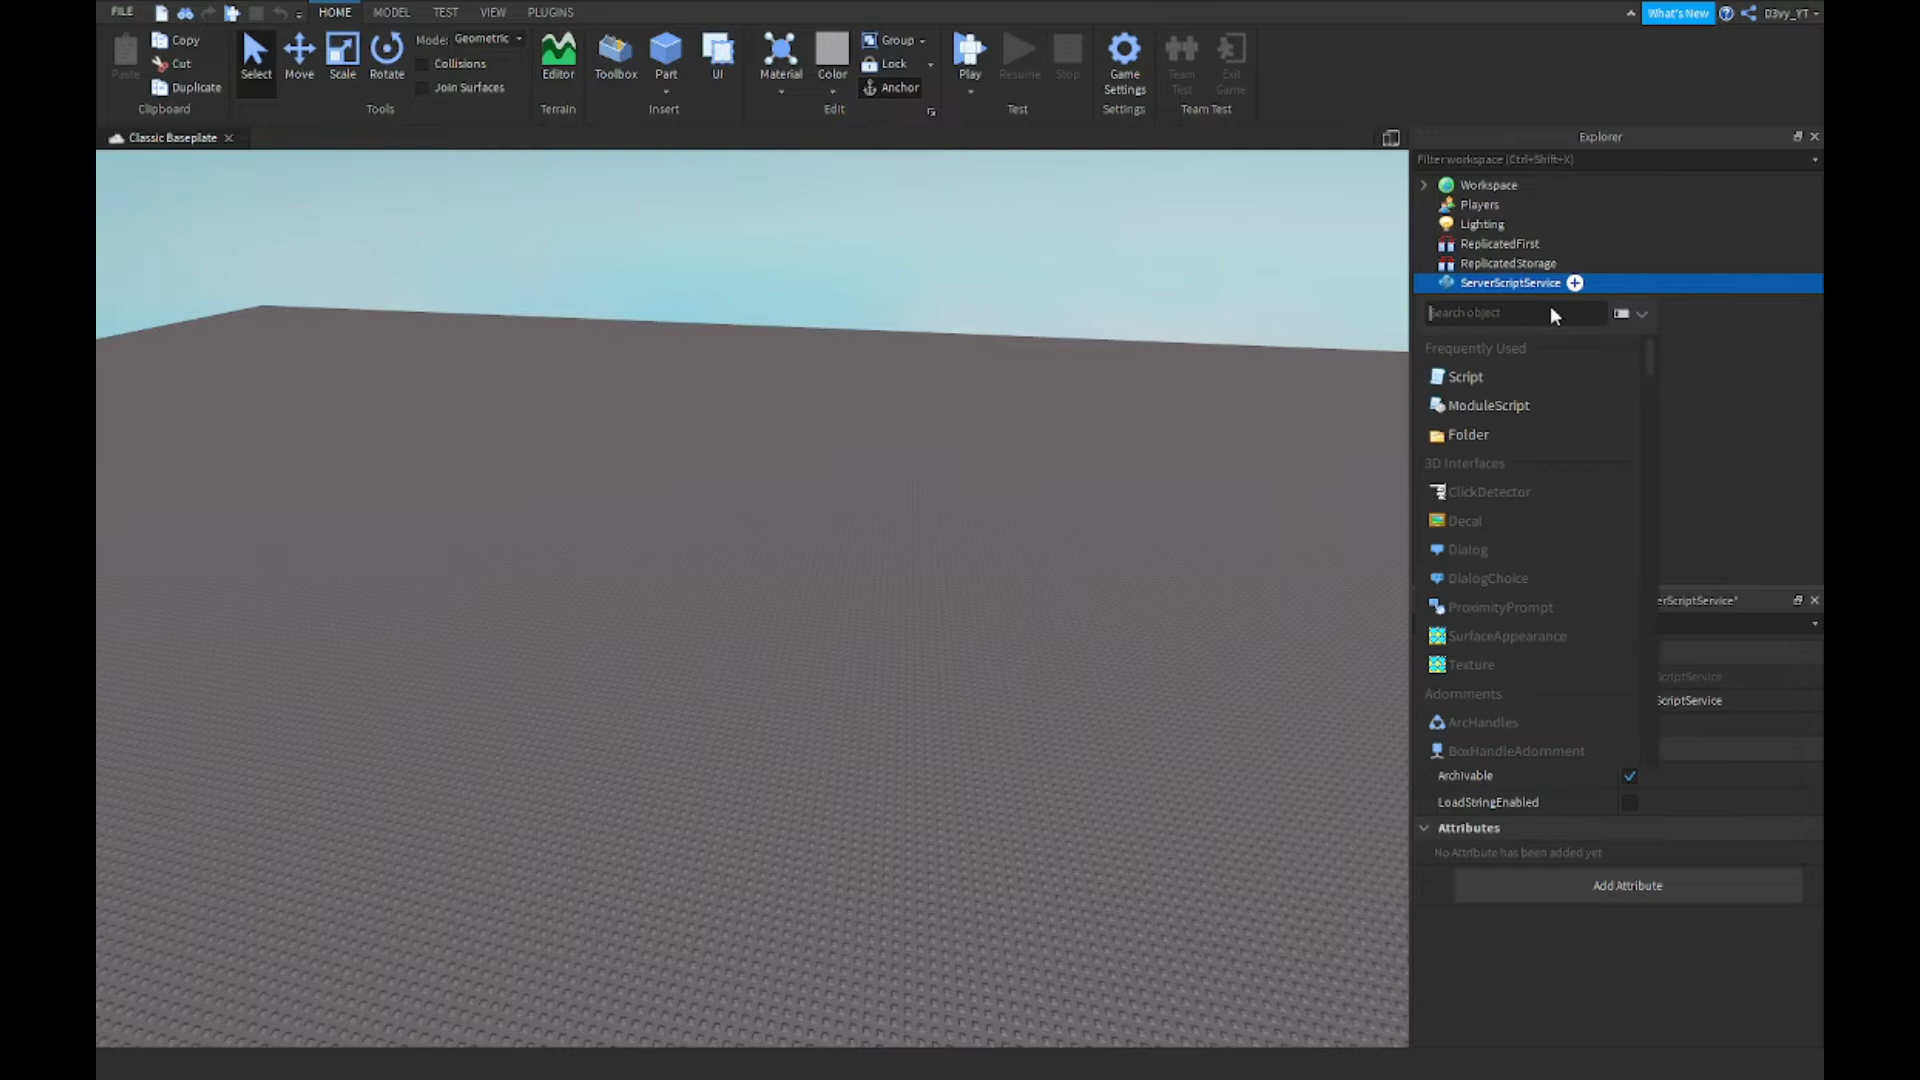 FILE HOME MODEL TEST VIEW PLUGINS What's New D3vy_YT
Copy Mode: Geometric Group
Cut Collisions Lock
Paste Duplicate Select Move Scale Rotate Join Surfaces Editor Toolbox Part UI Material Color Anchor Play Resume Stop Game Settings Team Test Exit Game
Clipboard Tools Terrain Insert Edit Test Settings Team Test
Classic Baseplate
Explorer
Filter workspace (Ctrl+Shift+X)
Workspace
Players
Lighting
ReplicatedFirst
ReplicatedStorage
ServerScriptService
Search object
Frequently Used
Script
ModuleScript
Folder
3D Interfaces
ClickDetector
Decal
Dialog
DialogChoice
ProximityPrompt
erScriptService"
SurfaceAppearance
Texture
ScriptService
Adornments
ScriptService
ArcHandles
BoxHandleAdornment
Archivable
LoadStringEnabled
Attributes
No Attribute has been added yet
Add Attribute